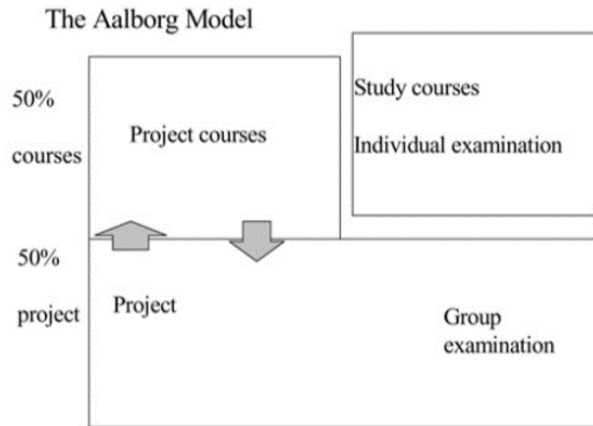 The Aalborg Model
50%
courses
Project courses
Study courses
Individual examination
50%
project
Project
Group
examination